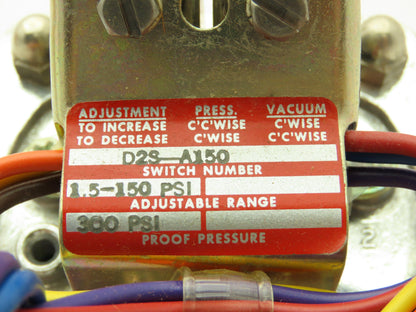 ADJUSTMENT PRESS. VACUUM
TO INCREASE C'C'WISE C'WISE
TO DECREASE C'WISE C'C'WISE
D2S-A150
SWITCH NUMBER
1.5-150 PSI
ADJUSTABLE RANGE
300 PSI
PROOF PRESSURE
2